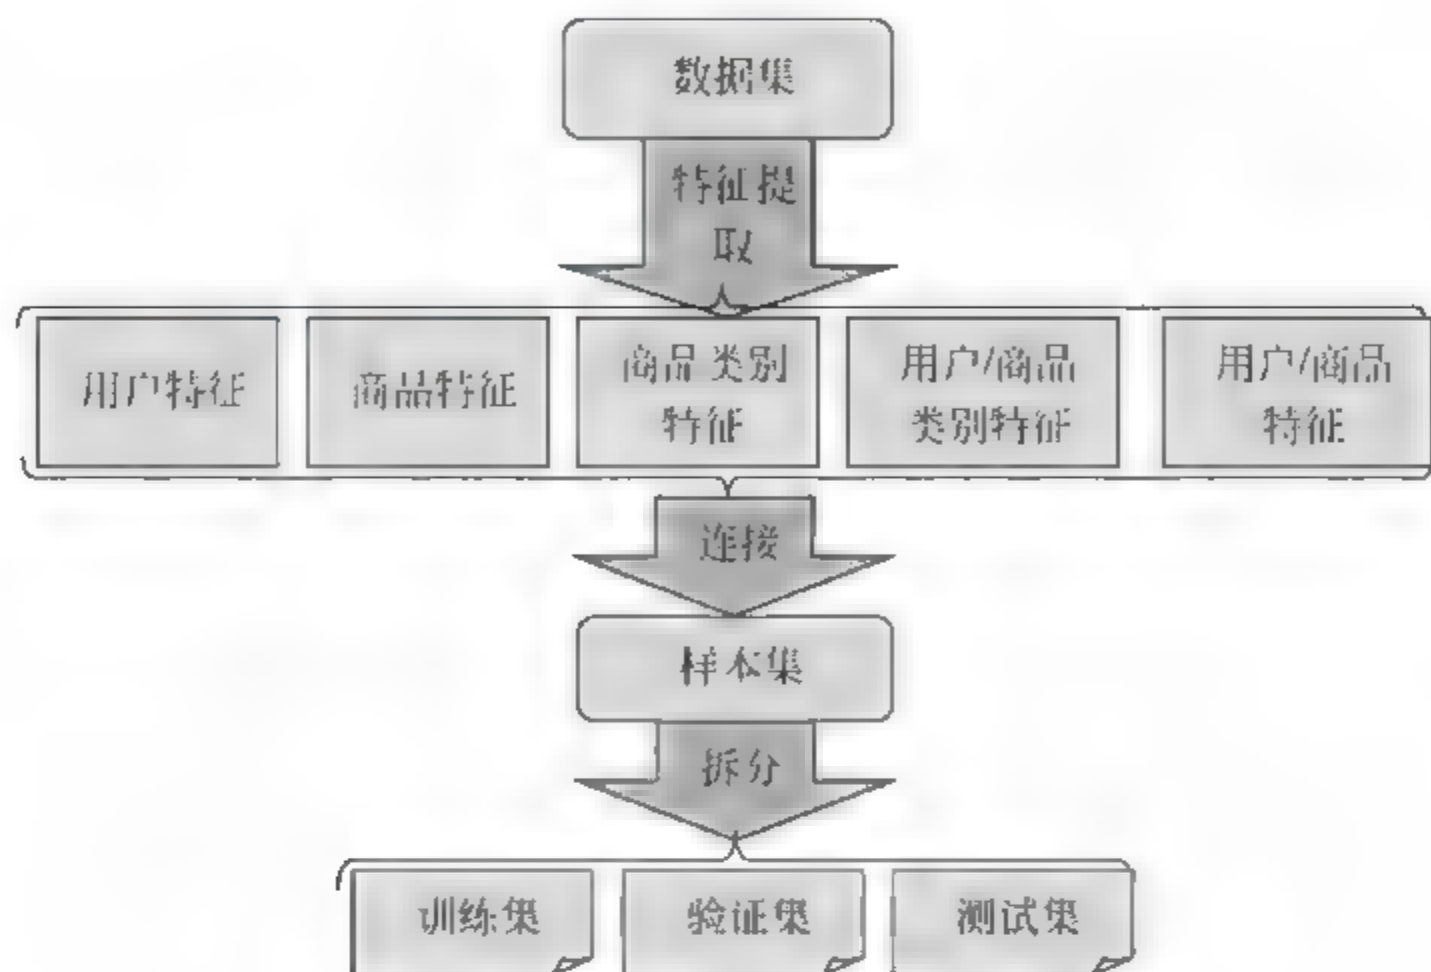 数据集
特征提
取
用户特征
商品特征
商品类别
特征
用户/商品
类别特征
用户/商品
特征
连接
样本集
拆分
训练集
验证集
测试集